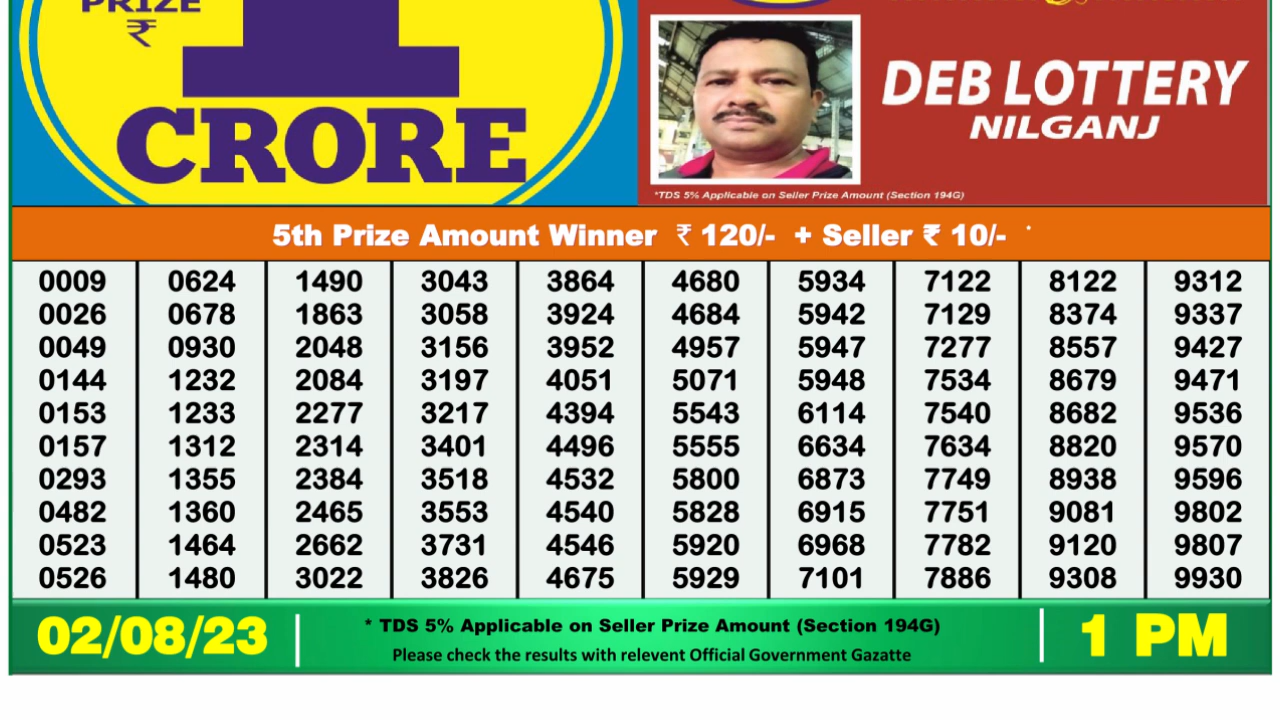 PRIZE
₹
1
CRORE
DEB LOTTERY
NILGANJ
*TDS 5% Applicable on Seller Prize Amount (Section 194G)
5th Prize Amount Winner ₹ 120/- + Seller ₹ 10/- *
0009 0624 1490 3043 3864 4680 5934 7122 8122 9312
0026 0678 1863 3058 3924 4684 5942 7129 8374 9337
0049 0930 2048 3156 3952 4957 5947 7277 8557 9427
0144 1232 2084 3197 4051 5071 5948 7534 8679 9471
0153 1233 2277 3217 4394 5543 6114 7540 8682 9536
0157 1312 2314 3401 4496 5555 6634 7634 8820 9570
0293 1355 2384 3518 4532 5800 6873 7749 8938 9596
0482 1360 2465 3553 4540 5828 6915 7751 9081 9802
0523 1464 2662 3731 4546 5920 6968 7782 9120 9807
0526 1480 3022 3826 4675 5929 7101 7886 9308 9930
02/08/23
* TDS 5% Applicable on Seller Prize Amount (Section 194G)
Please check the results with relevent Official Government Gazatte
1 PM